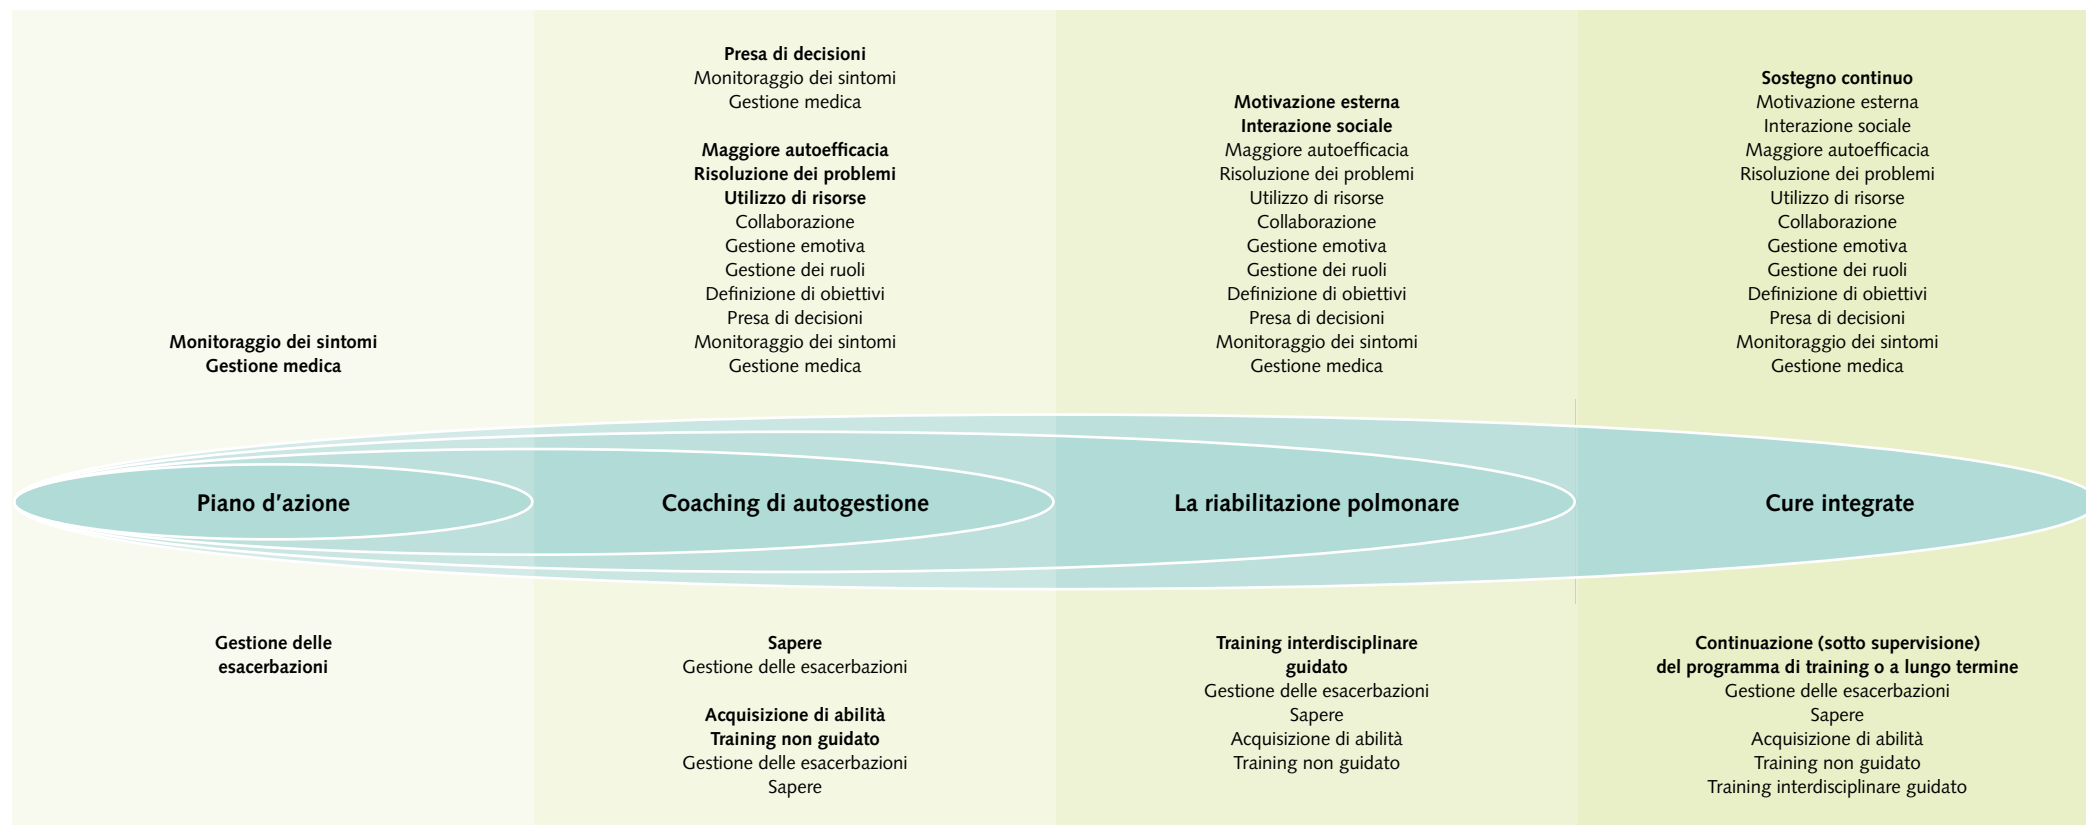 Monitoraggio dei sintomi
Gestione medica
Presa di decisioni
Monitoraggio dei sintomi
Gestione medica
Maggiore autoefficacia
Risoluzione dei problemi
Utilizzo di risorse
Collaborazione
Gestione emotiva
Gestione dei ruoli
Definizione di obiettivi
Presa di decisioni
Monitoraggio dei sintomi
Gestione medica
Motivazione esterna
Interazione sociale
Maggiore autoefficacia
Risoluzione dei problemi
Utilizzo di risorse
Collaborazione
Gestione emotiva
Gestione dei ruoli
Definizione di obiettivi
Presa di decisioni
Monitoraggio dei sintomi
Gestione medica
Sostegno continuo
Motivazione esterna
Interazione sociale
Maggiore autoefficacia
Risoluzione dei problemi
Utilizzo di risorse
Collaborazione
Gestione emotiva
Gestione dei ruoli
Definizione di obiettivi
Presa di decisioni
Monitoraggio dei sintomi
Gestione medica
Piano d'azione
Coaching di autogestione
La riabilitazione polmonare
Cure integrate
Gestione delle
esacerbazioni
Sapere
Gestione delle esacerbazioni
Acquisizione di abilità
Training non guidato
Gestione delle esacerbazioni
Sapere
Training interdisciplinare
guidato
Gestione delle esacerbazioni
Sapere
Acquisizione di abilità
Training non guidato
Continuazione (sotto supervisione)
del programma di training o a lungo termine
Gestione delle esacerbazioni
Sapere
Acquisizione di abilità
Training non guidato
Training interdisciplinare guidato